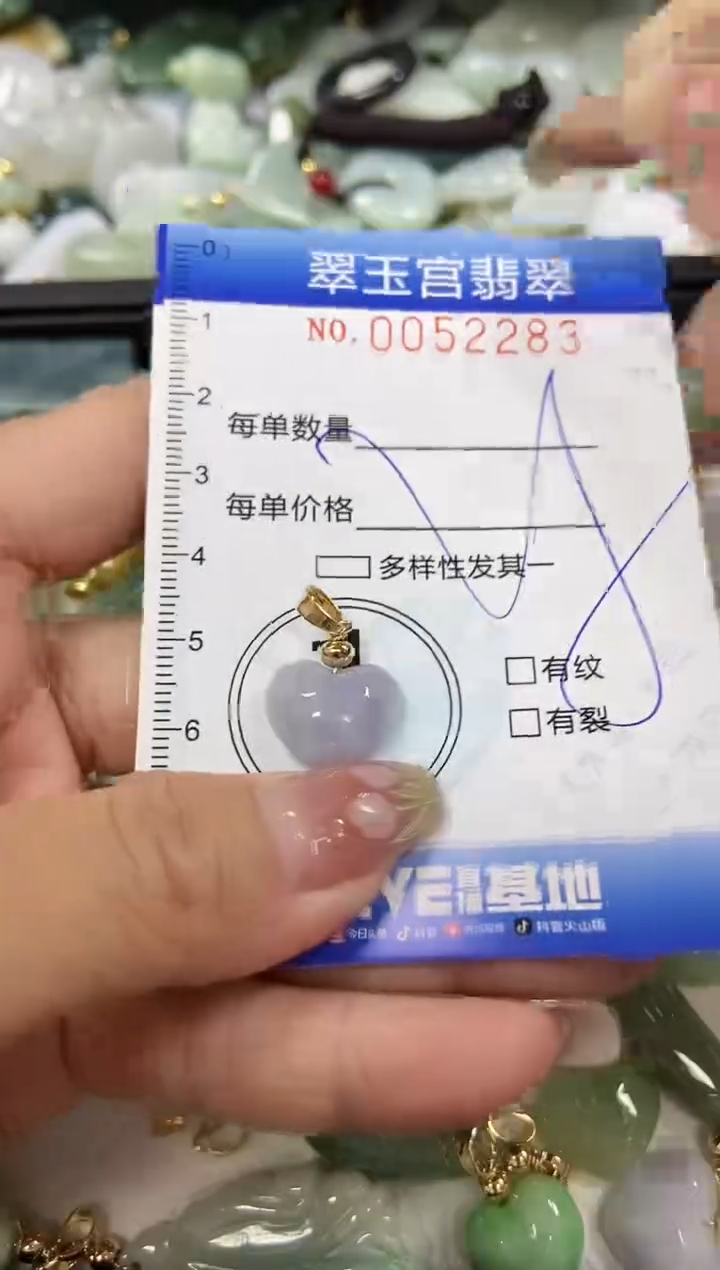 0
翠玉宫翡翠
1
NO. 0052283
2
每单数量
3
每单价格
4
多样性发其一
5
有纹
有裂
6
基地
今日头条 抖音 抖音火山版